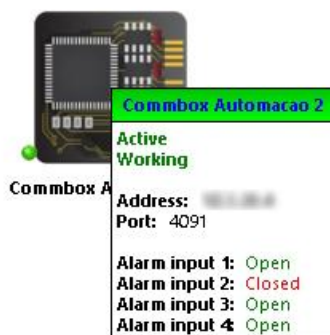 Commbox Automacao 2
Active
Working
Commbox A
Address:
Port: 4091
Alarm input 1: Open
Alarm input 2: Closed
Alarm input 3: Open
Alarm input 4: Open